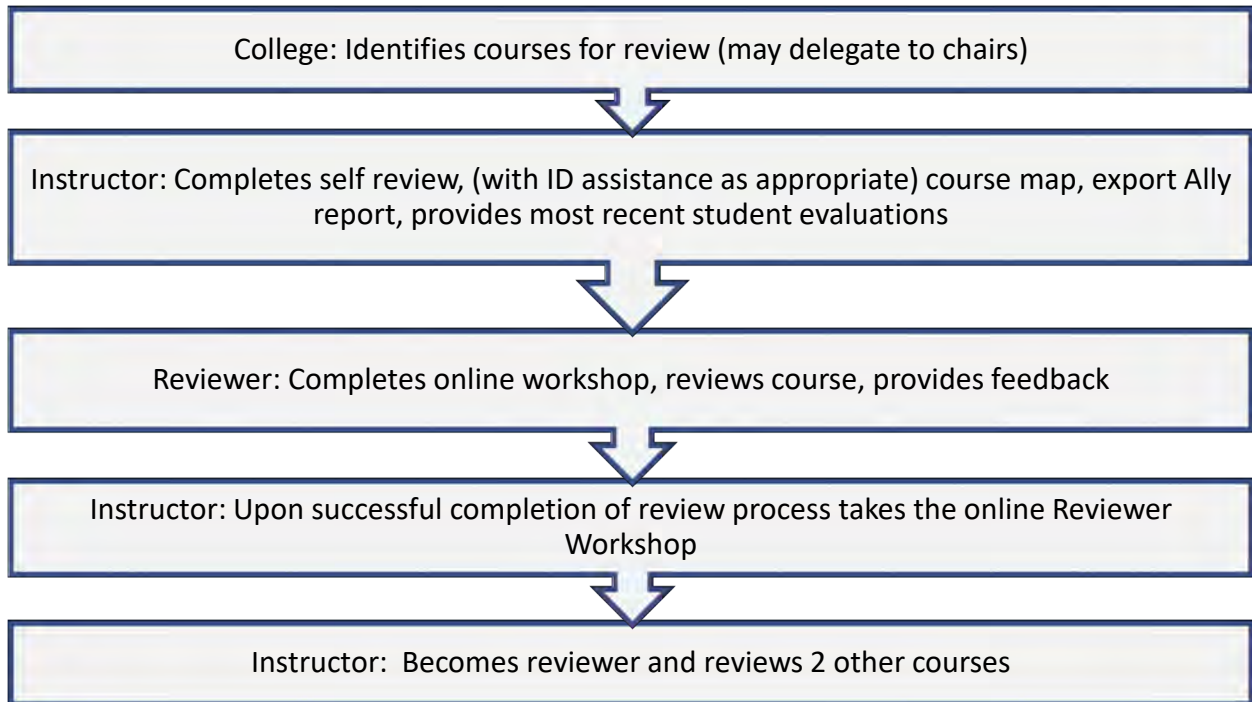 College: Identifies courses for review (may delegate to chairs)
Instructor: Completes self review, (with ID assistance as appropriate) course map, export Ally
report, provides most recent student evaluations
Reviewer: Completes online workshop, reviews course, provides feedback
Instructor: Upon successful completion of review process takes the online Reviewer
Workshop
Instructor:  Becomes reviewer and reviews 2 other courses